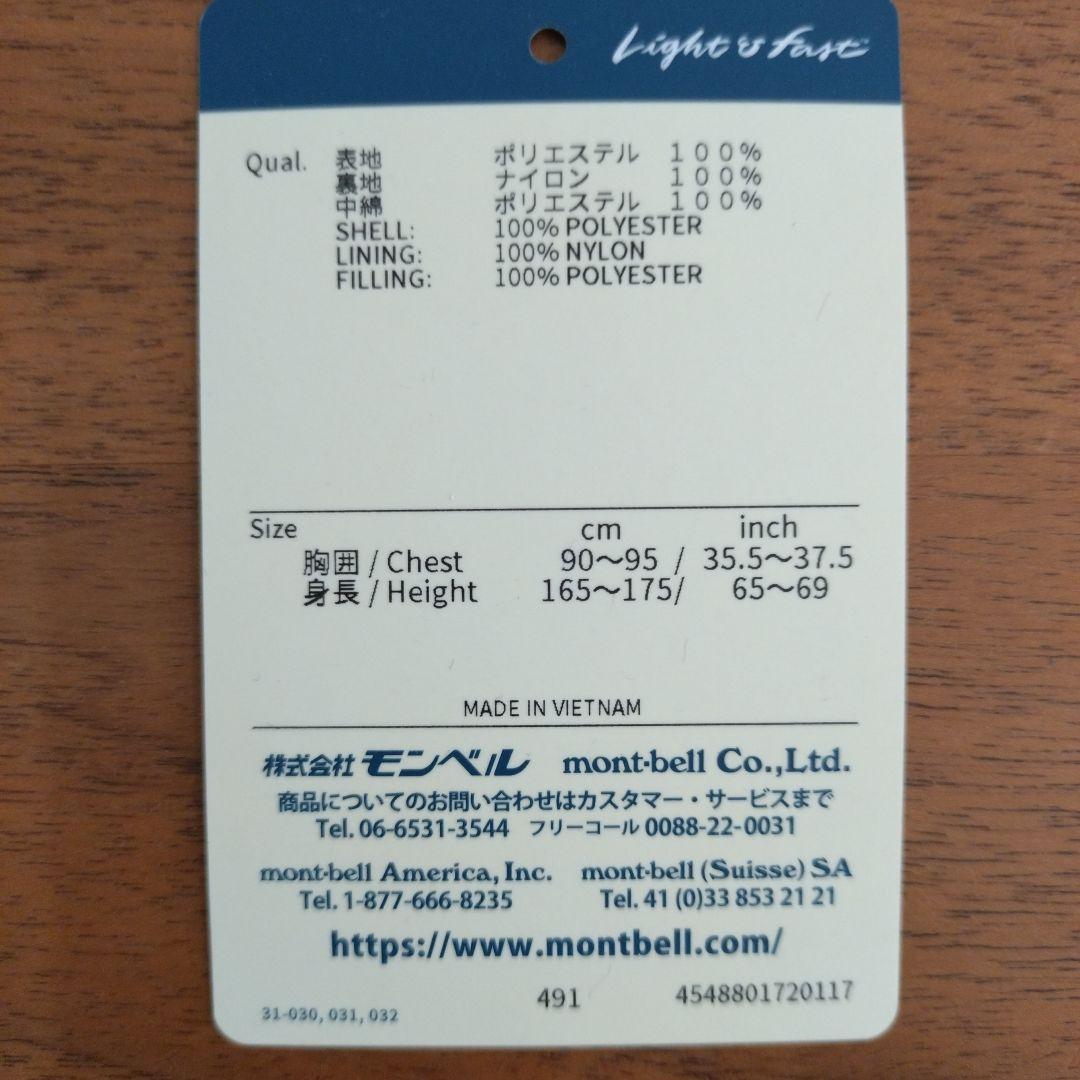 Light & Fast
Qual. 表地 ポリエステル １００%
裏地 ナイロン １００%
中綿 ポリエステル １００%
SHELL: 100% POLYESTER
LINING: 100% NYLON
FILLING: 100% POLYESTER
Size cm inch
胸囲 / Chest 90～95 / 35.5～37.5
身長 / Height 165～175/ 65～69
MADE IN VIETNAM
株式会社モンベル mont-bell Co.,Ltd.
商品についてのお問い合わせはカスタマー・サービスまで
Tel. 06-6531-3544 フリーコール 0088-22-0031
mont-bell America, Inc. mont-bell (Suisse) SA
Tel. 1-877-666-8235 Tel. 41 (0)33 853 21 21
https://www.montbell.com/
491 4548801720117
31-030, 031, 032